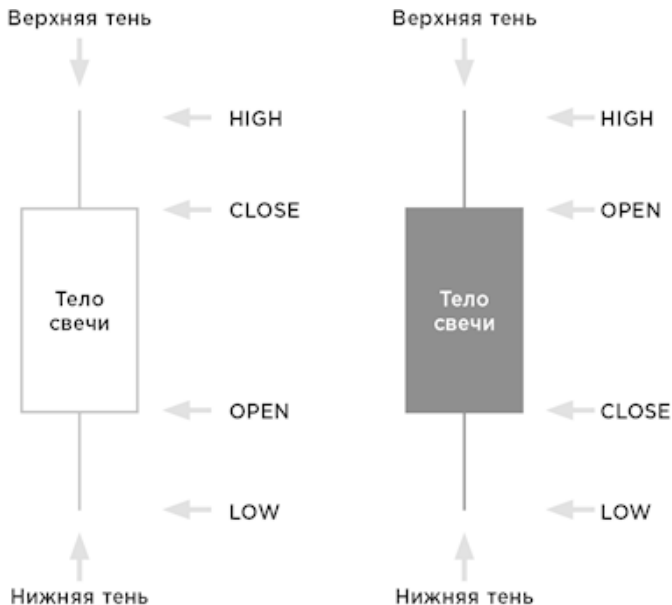 Верхняя тень
HIGH
CLOSE
Тело
свечи
OPEN
LOW
Нижняя тень
Верхняя тень
HIGH
OPEN
Тело
свечи
CLOSE
LOW
Нижняя тень